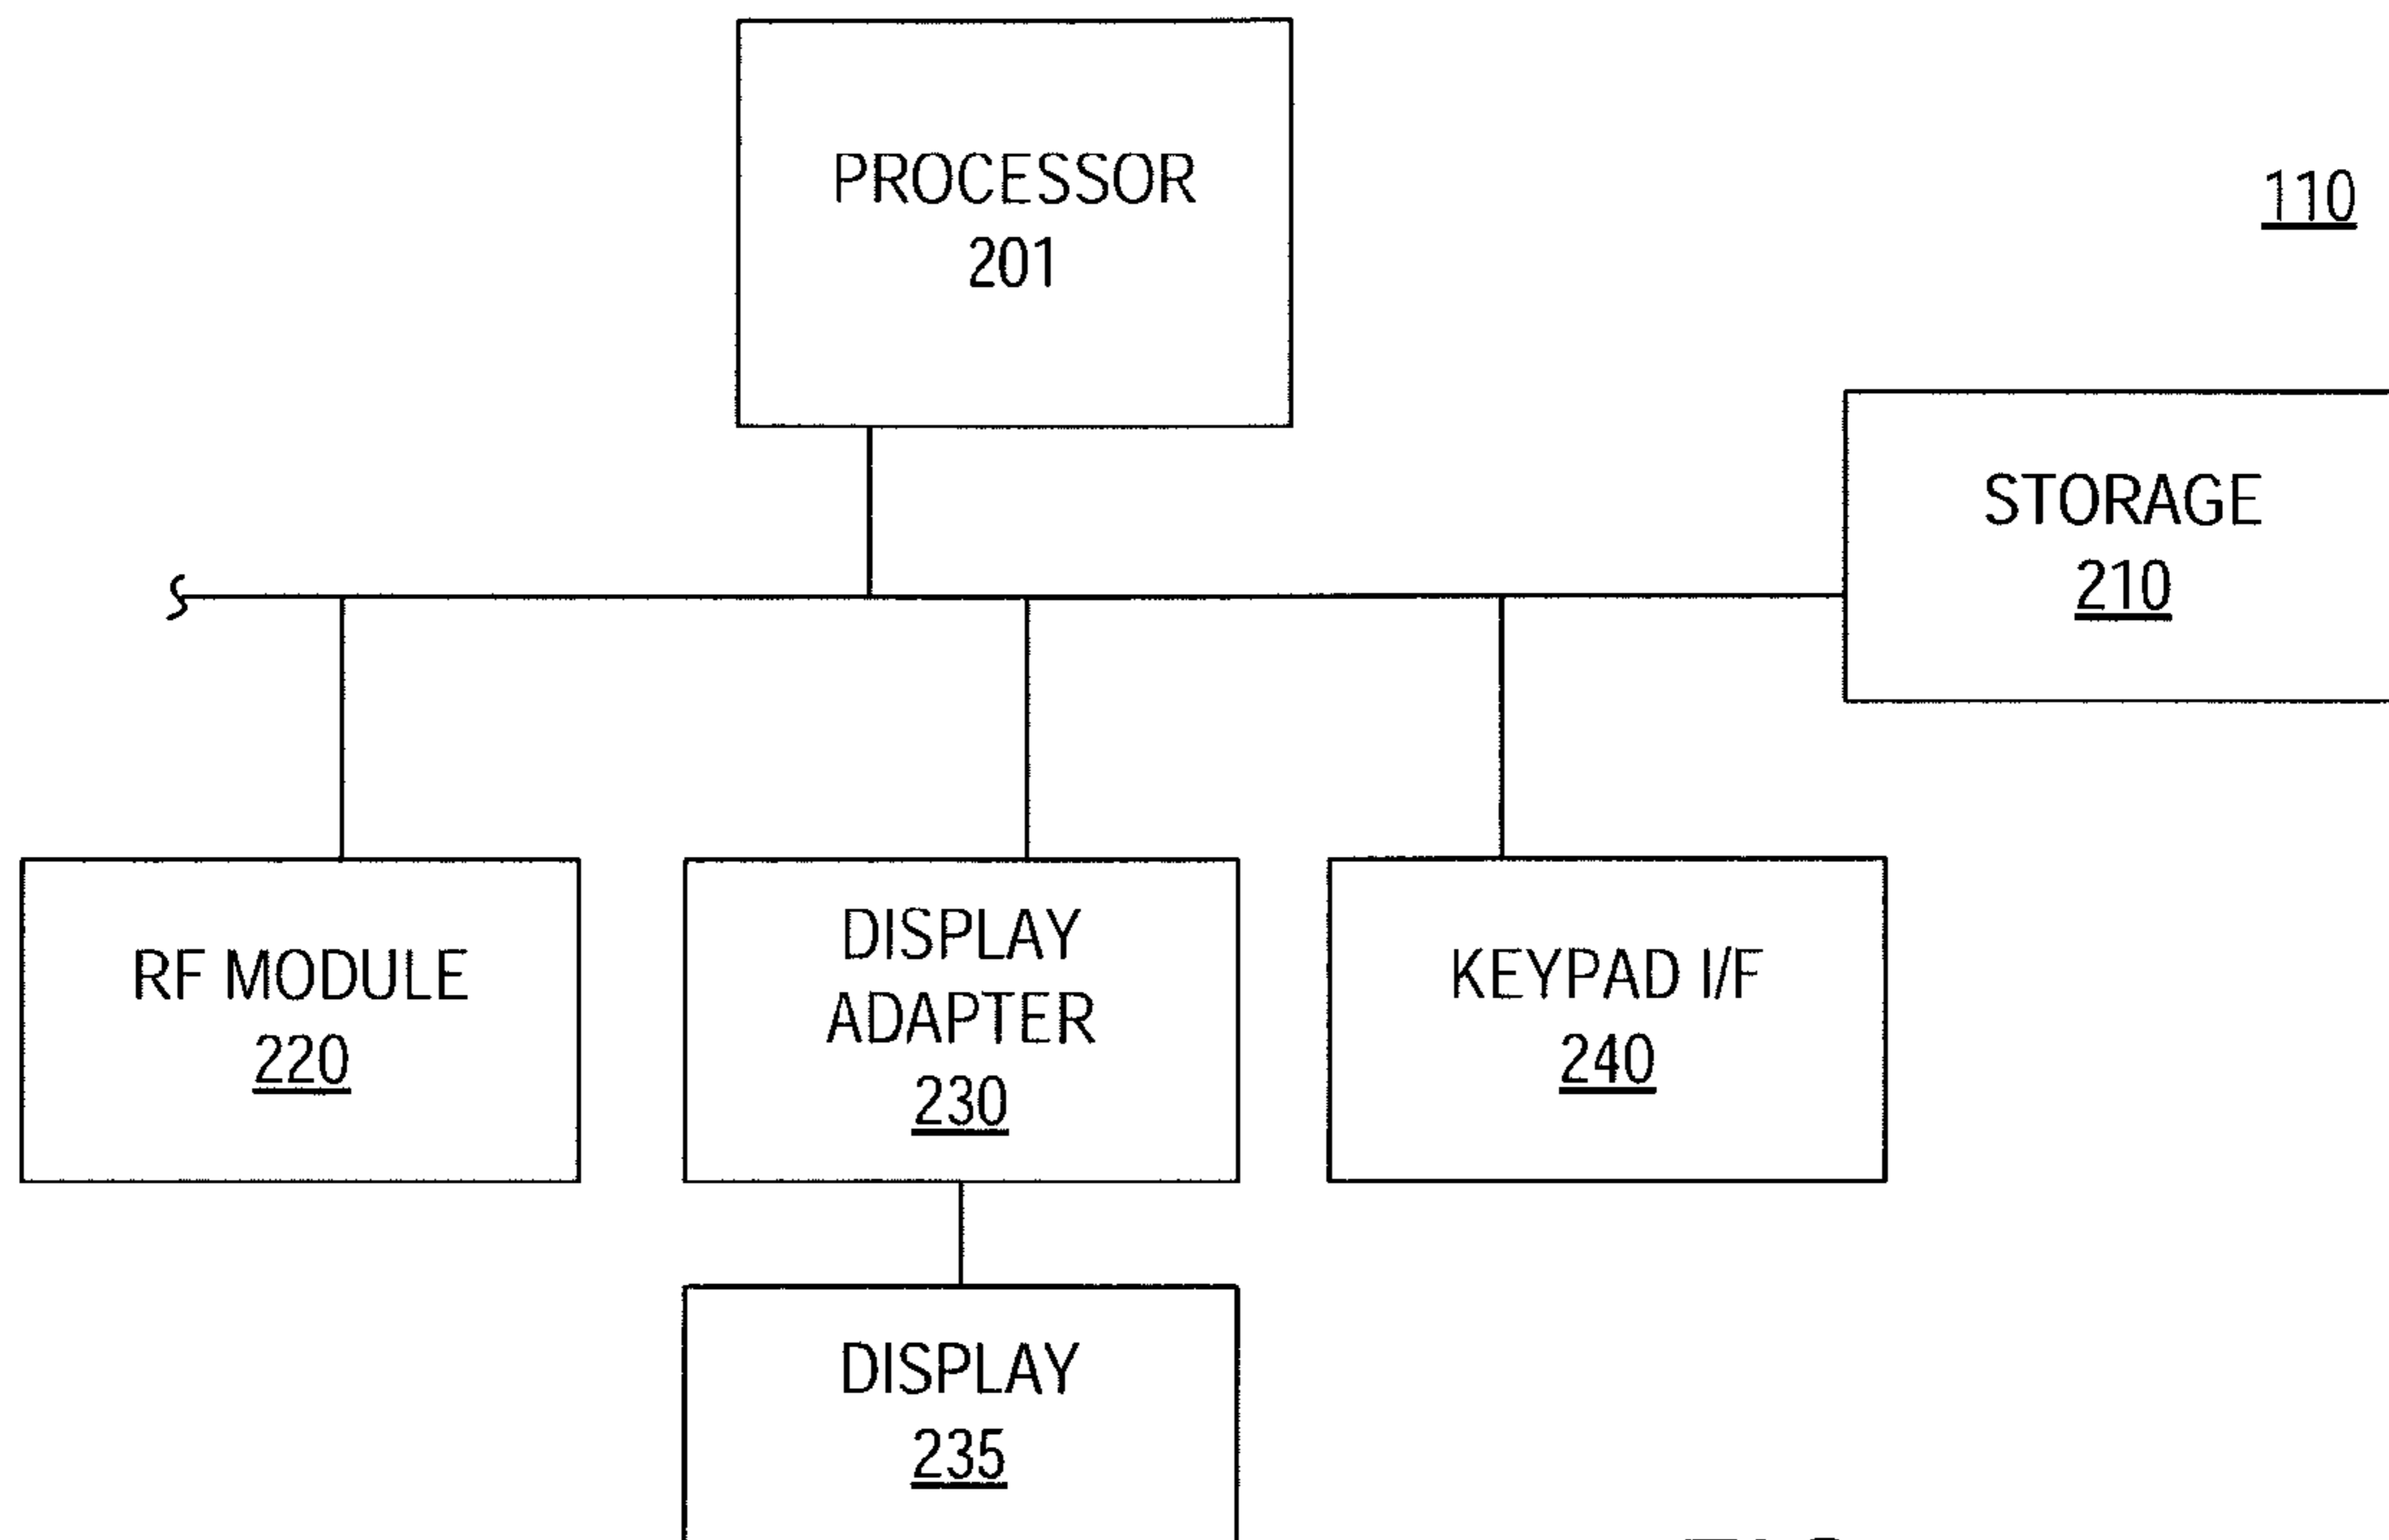 PROCESSOR
201
110
STORAGE
210
RF MODULE
220
DISPLAY
ADAPTER
230
KEYPAD I/F
240
DISPLAY
235